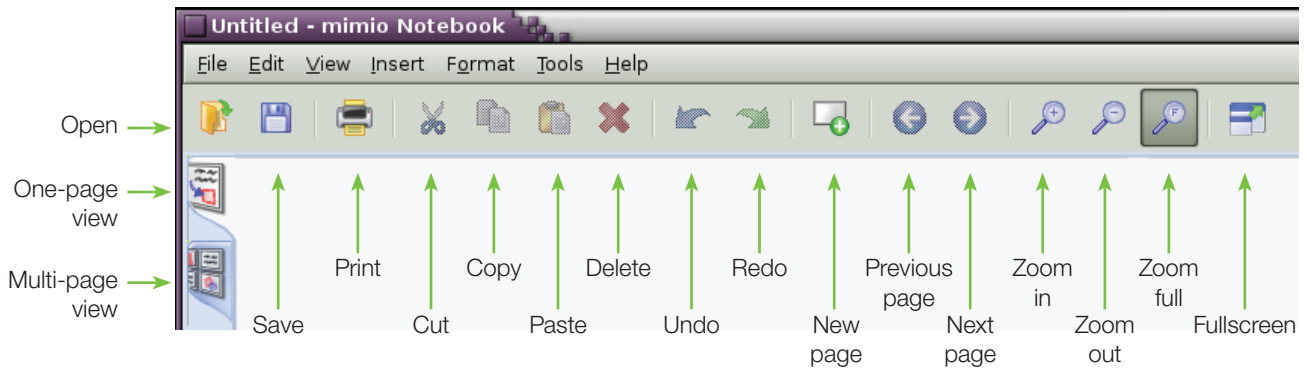 Untitled - mimio Notebook
File Edit View Insert Format Tools Help
Open
One-page
view
Multi-page
view
Save
Print
Cut
Copy
Paste
Delete
Undo
Redo
New
page
Previous
page
Next
page
Zoom
in
Zoom
out
F
Zoom
full
Fullscreen